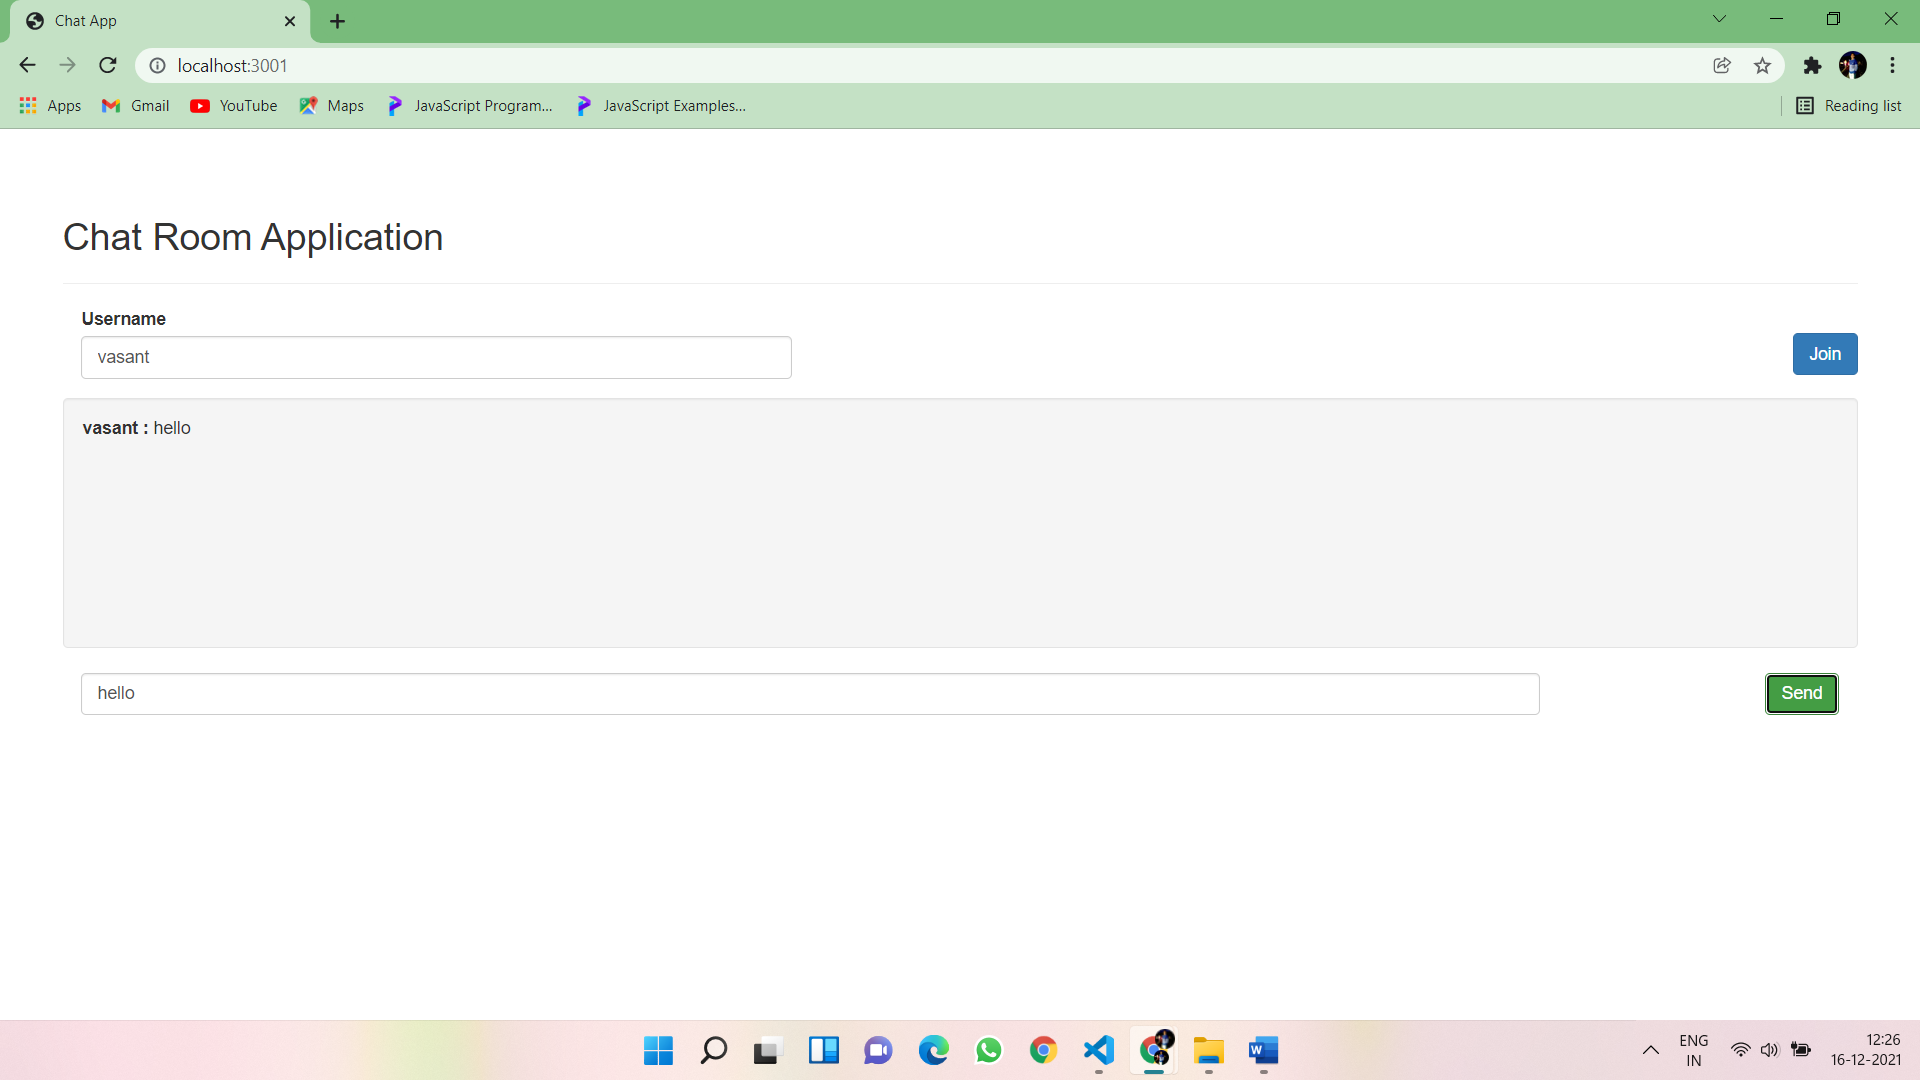 Chat App
localhost:3001
Apps Gmail YouTube Maps JavaScript Program... JavaScript Examples... Reading list
Chat Room Application
Username
vasant
Join
vasant : hello
hello
Send
ENG
IN
12:26
16-12-2021